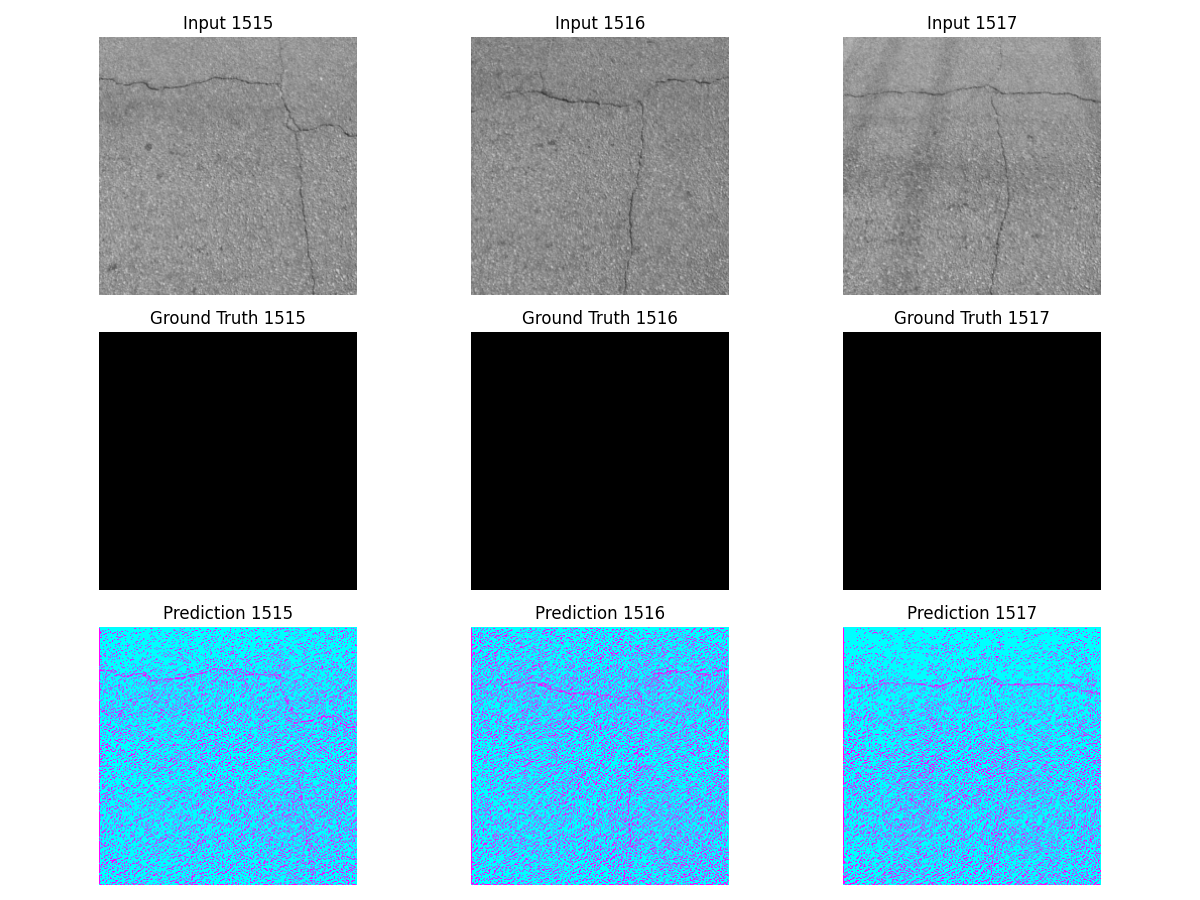 Input 1515
Input 1516
Input 1517
Ground Truth 1515
Ground Truth 1516
Ground Truth 1517
Prediction 1515
Prediction 1516
Prediction 1517